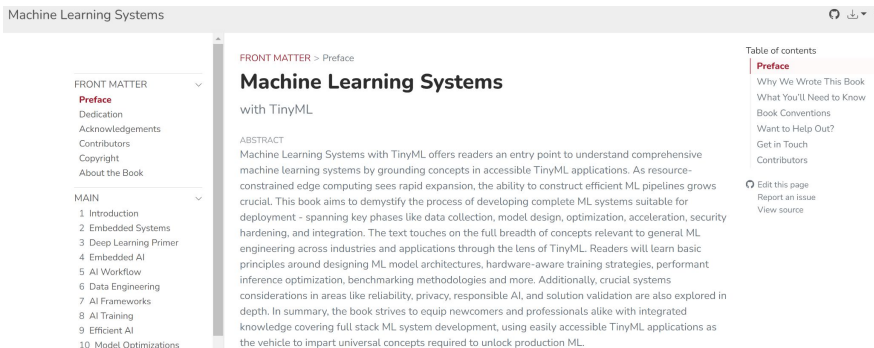 Machine Learning Systems
FRONT MATTER
Preface
Dedication
Acknowledgements
Contributors
Copyright
About the Book
MAIN
1 Introduction
2 Embedded Systems
3 Deep Learning Primer
4 Embedded AI
5 AI Workflow
6 Data Engineering
7 AI Frameworks
8 AI Training
9 Efficient AI
10 Model Optimizations
FRONT MATTER > Preface
Machine Learning Systems
with TinyML
ABSTRACT
Machine Learning Systems with TinyML offers readers an entry point to understand comprehensive
machine learning systems by grounding concepts in accessible TinyML applications. As resource-
constrained edge computing sees rapid expansion, the ability to construct efficient ML pipelines grows
crucial. This book aims to demystify the process of developing complete ML systems suitable for
deployment - spanning key phases like data collection, model design, optimization, acceleration, security
hardening, and integration. The text touches on the full breadth of concepts relevant to general ML
engineering across industries and applications through the lens of TinyML. Readers will learn basic
principles around designing ML model architectures, hardware-aware training strategies, performant
inference optimization, benchmarking methodologies and more. Additionally, crucial systems
considerations in areas like reliability, privacy, responsible AI, and solution validation are also explored in
depth. In summary, the book strives to equip newcomers and professionals alike with integrated
knowledge covering full stack ML system development, using easily accessible TinyML applications as
the vehicle to impart universal concepts required to unlock production ML.
Table of contents
Preface
Why We Wrote This Book
What You'll Need to Know
Book Conventions
Want to Help Out?
Get in Touch
Contributors
Edit this page
Report an issue
View source